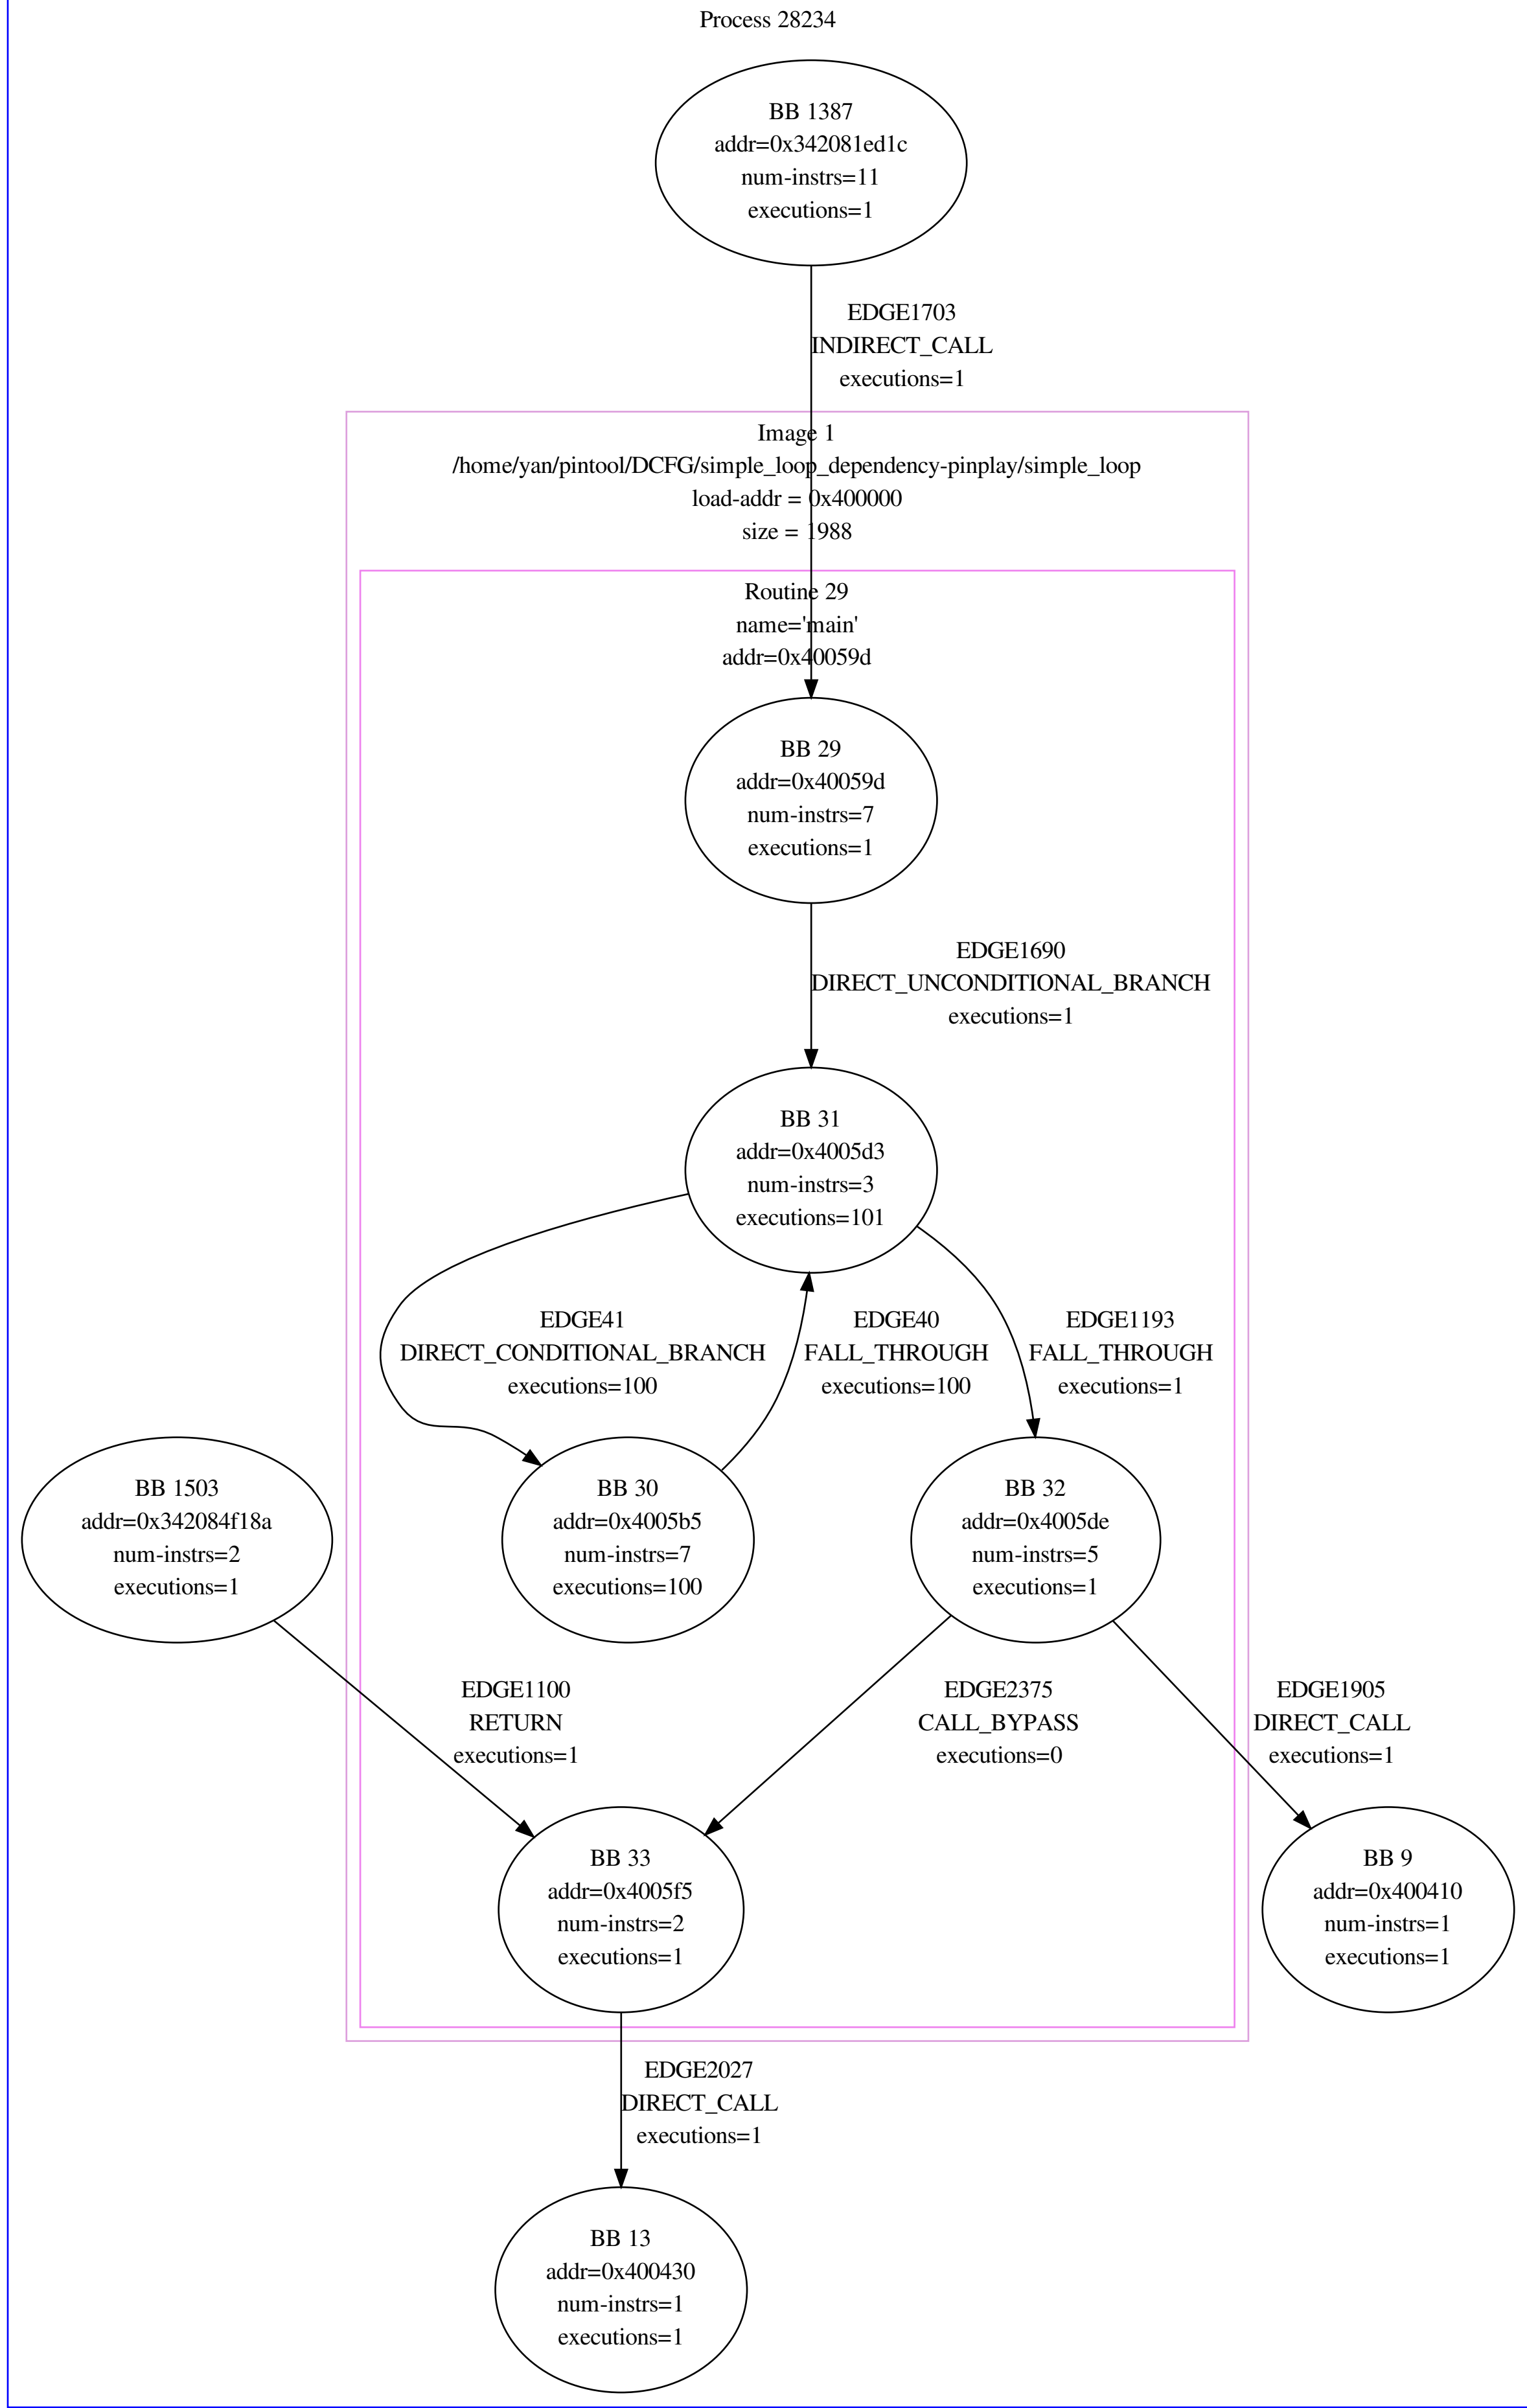 Process 28234
BB 1387
addr=0x342081ed1c
num-instrs=11
executions=1
EDGE1703
INDIRECT_CALL
executions=1
Image 1
/home/yan/pintool/DCFG/simple_loop_dependency-pinplay/simple_loop
load-addr = 0x400000
size = 1988
Routine 29
name='main'
addr=0x40059d
BB 29
addr=0x40059d
num-instrs=7
executions=1
EDGE1690
DIRECT_UNCONDITIONAL_BRANCH
executions=1
BB 31
addr=0x4005d3
num-instrs=3
executions=101
EDGE41
DIRECT_CONDITIONAL_BRANCH
executions=100
EDGE40
FALL_THROUGH
executions=100
EDGE1193
FALL_THROUGH
executions=1
BB 1503
addr=0x342084f18a
num-instrs=2
executions=1
BB 30
addr=0x4005b5
num-instrs=7
executions=100
BB 32
addr=0x4005de
num-instrs=5
executions=1
EDGE1100
RETURN
executions=1
EDGE2375
CALL_BYPASS
executions=0
EDGE1905
DIRECT_CALL
executions=1
BB 33
addr=0x4005f5
num-instrs=2
executions=1
BB 9
addr=0x400410
num-instrs=1
executions=1
EDGE2027
DIRECT_CALL
executions=1
BB 13
addr=0x400430
num-instrs=1
executions=1